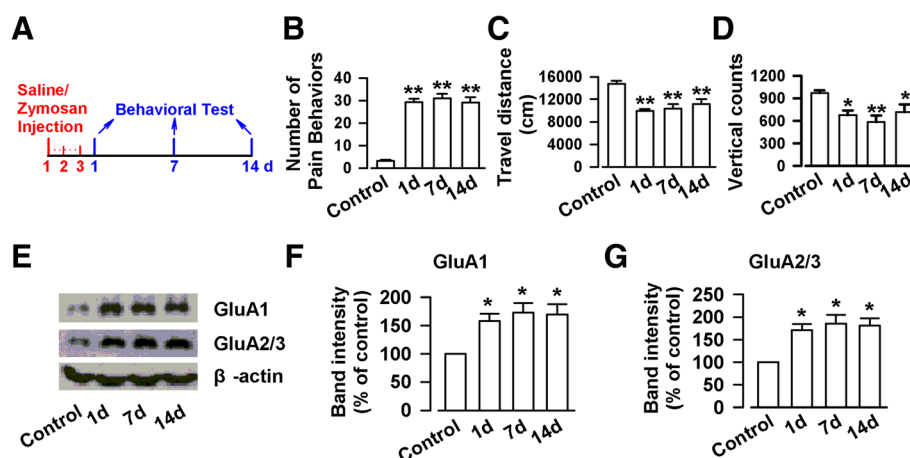 A
Saline/
Zymosan
Injection
Behavioral Test
1 2 3 1 7 14 d
B
Number of
Pain Behaviors
40
30
20
10
0
** ** **
Control 1d 7d 14d
C
Travel distance
(cm)
16000
12000
8000
4000
0
** ** **
Control 1d 7d 14d
D
Vertical counts
1200
900
600
300
0
* ** *
Control 1d 7d 14d
E
GluA1
GluA2/3
β -actin
Control 1d 7d 14d
F
GluA1
Band intensity
(% of control)
200
150
100
50
0
* * *
Control 1d 7d 14d
G
GluA2/3
Band intensity
(% of control)
250
200
150
100
50
0
* * *
Control 1d 7d 14d